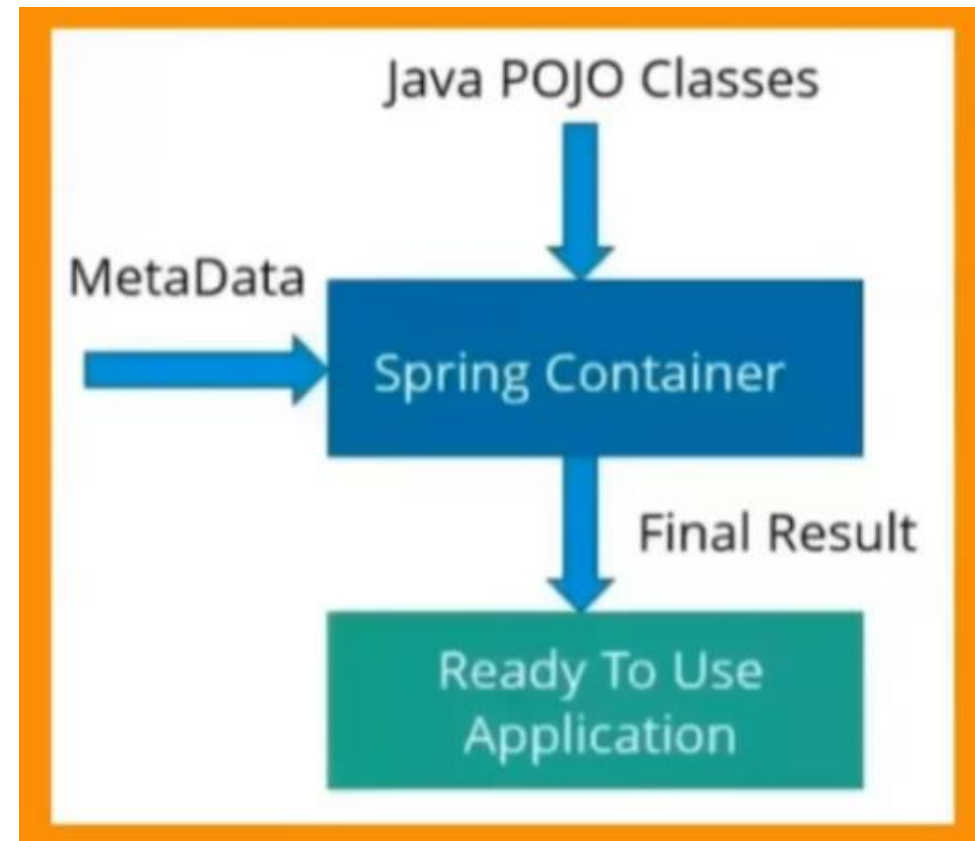 Java POJO Classes
MetaData
Spring Container
Final Result
Ready To Use
Application